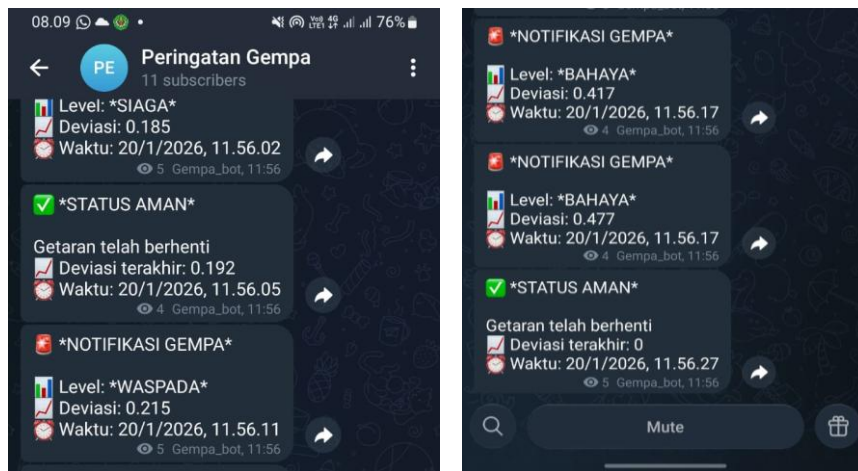 08.09
VoD 4G
LTE1
76%
PE
Peringatan Gempa
11 subscribers
Level: *SIAGA*
Deviasi: 0.185
Waktu: 20/1/2026, 11.56.02
5 Gempa_bot, 11:56
*STATUS AMAN*
Getaran telah berhenti
Deviasi terakhir: 0.192
Waktu: 20/1/2026, 11.56.05
4 Gempa_bot, 11:56
*NOTIFIKASI GEMPA*
Level: *WASPADA*
Deviasi: 0.215
Waktu: 20/1/2026, 11.56.11
5 Gempa_bot, 11:56
*NOTIFIKASI GEMPA*
Level: *BAHAYA*
Deviasi: 0.417
Waktu: 20/1/2026, 11.56.17
4 Gempa_bot, 11:56
*NOTIFIKASI GEMPA*
Level: *BAHAYA*
Deviasi: 0.477
Waktu: 20/1/2026, 11.56.17
4 Gempa_bot, 11:56
*STATUS AMAN*
Getaran telah berhenti
Deviasi terakhir: 0
Waktu: 20/1/2026, 11.56.27
5 Gempa_bot, 11:56
Mute